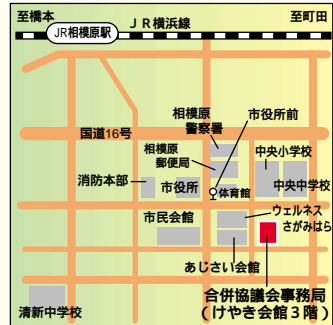 至橋本
至町田
JR横浜線
JR相模原駅
相模原
警察署
市役所前
国道16号
相模原
郵便局
中央小学校
消防本部
市役所
体育館
中央中学校
市民会館
ウェルネス
さがみはら
あじさい会館
合併協議会事務局
(けやき会館3階)
清新中学校